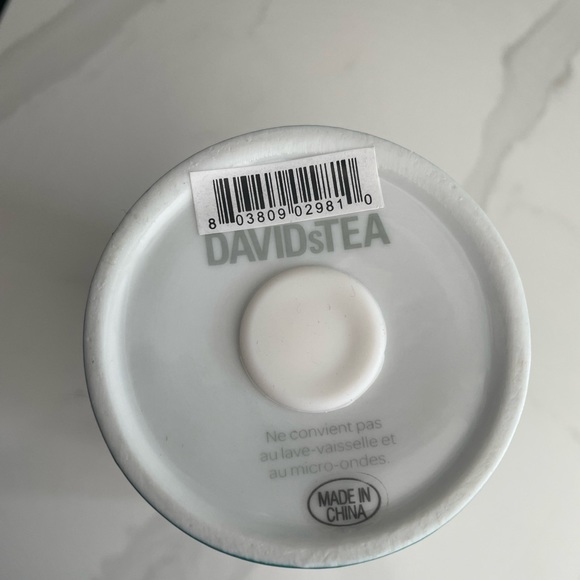 8 03809 02981 0
DAVIDsTEA
Ne convient pas
au lave-vaisselle et
au micro-ondes.
MADE IN
CHINA